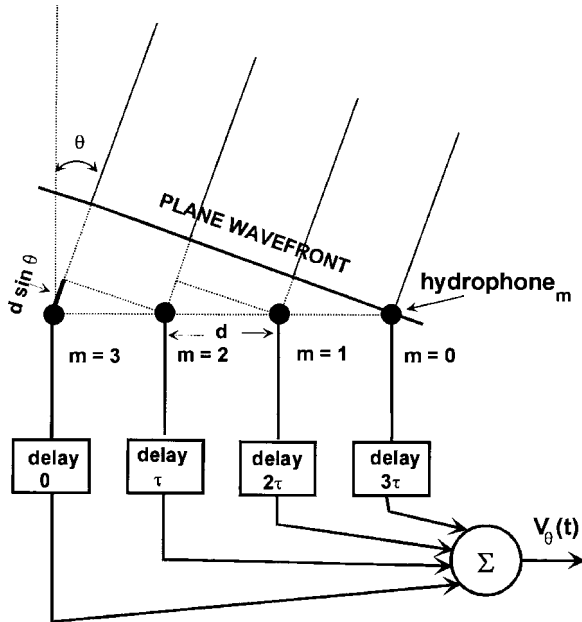 θ
PLANE WAVEFRONT
d sin θ
hydrophone_m
d
m = 3
m = 2
m = 1
m = 0
delay
0
delay
τ
delay
2τ
delay
3τ
V_θ(t)
Σ